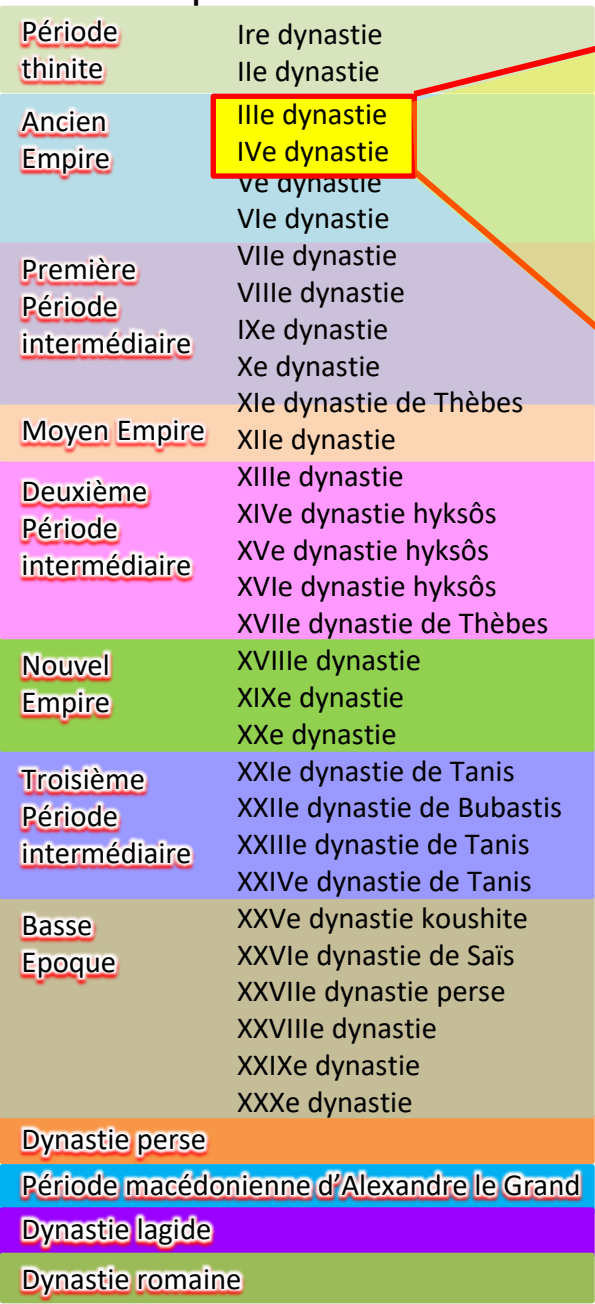 Période
thinite
Ire dynastie
IIe dynastie
Ancien
Empire
IIIe dynastie
IVe dynastie
Ve dynastie
VIe dynastie
Première
Période
intermédiaire
VIIe dynastie
VIIIe dynastie
IXe dynastie
Xe dynastie
XIe dynastie de Thèbes
Moyen Empire
XIIe dynastie
Deuxième
Période
intermédiaire
XIIIe dynastie
XIVe dynastie hyksôs
XVe dynastie hyksôs
XVIe dynastie hyksôs
XVIIe dynastie de Thèbes
Nouvel
Empire
XVIIIe dynastie
XIXe dynastie
XXe dynastie
Troisième
Période
intermédiaire
XXIe dynastie de Tanis
XXIIe dynastie de Bubastis
XXIIIe dynastie de Tanis
XXIVe dynastie de Tanis
Basse
Epoque
XXVe dynastie koushite
XXVIe dynastie de Saïs
XXVIIe dynastie perse
XXVIIIe dynastie
XXIXe dynastie
XXXe dynastie
Dynastie perse
Période macédonienne d'Alexandre le Grand
Dynastie lagide
Dynastie romaine